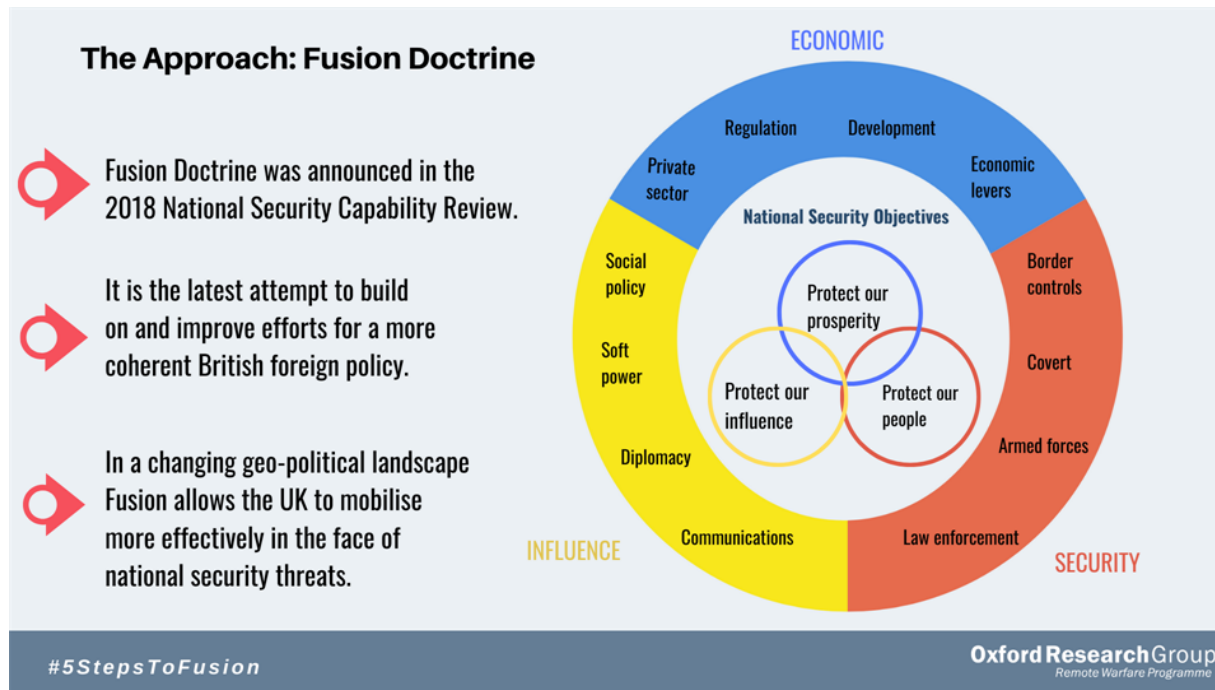 The Approach: Fusion Doctrine
Fusion Doctrine was announced in the
2018 National Security Capability Review.
It is the latest attempt to build
on and improve efforts for a more
coherent British foreign policy.
In a changing geo-political landscape
Fusion allows the UK to mobilise
more effectively in the face of
national security threats.
ECONOMIC
Regulation
Development
Private
sector
Economic
levers
National Security Objectives
Social
policy
Border
controls
Protect our
prosperity
Soft
power
Covert
Protect our
influence
Protect our
people
Diplomacy
Armed forces
Communications
Law enforcement
INFLUENCE
SECURITY
#5StepsToFusion
Oxford Research Group
Remote Warfare Programme